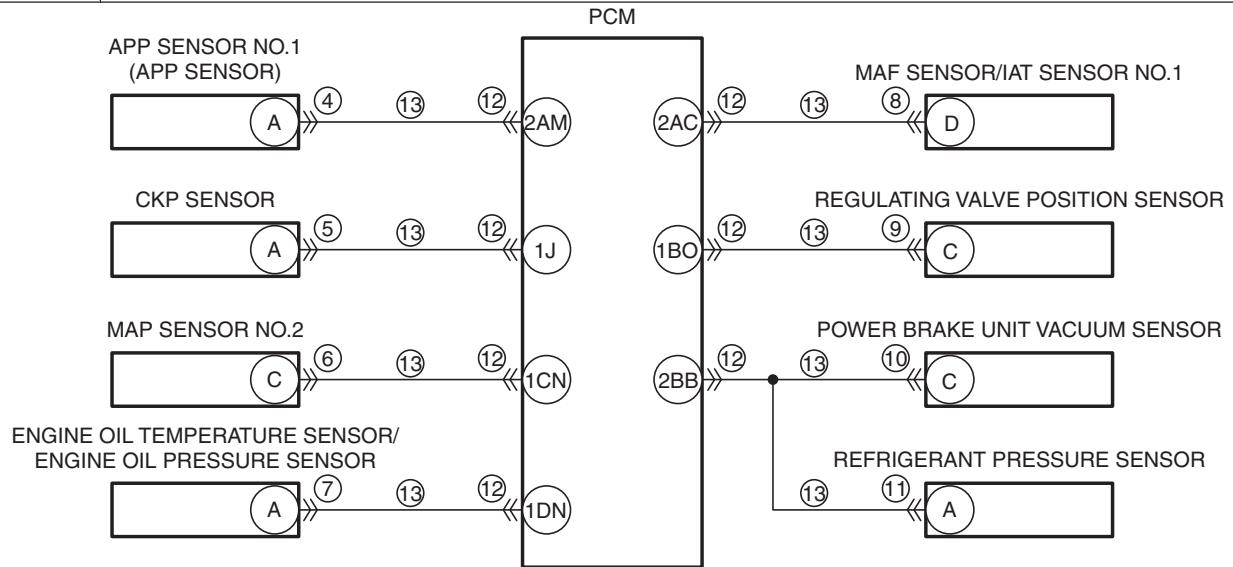 PCM
APP SENSOR NO.1
(APP SENSOR)
A
4
13
12
2AM
2AC
12
13
8
D
MAF SENSOR/IAT SENSOR NO.1
CKP SENSOR
A
5
13
12
1J
1BO
12
13
9
C
REGULATING VALVE POSITION SENSOR
MAP SENSOR NO.2
C
6
13
12
1CN
2BB
12
13
10
C
POWER BRAKE UNIT VACUUM SENSOR
ENGINE OIL TEMPERATURE SENSOR/
ENGINE OIL PRESSURE SENSOR
A
7
13
12
1DN
13
11
A
REFRIGERANT PRESSURE SENSOR